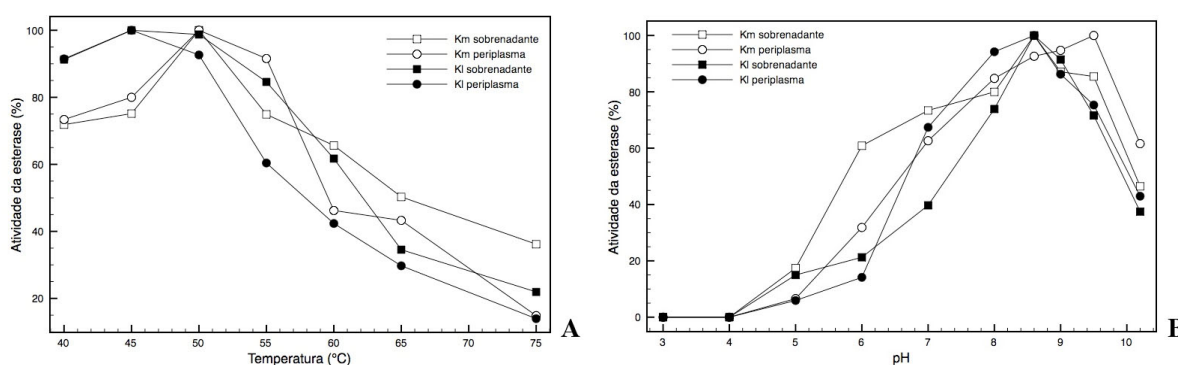 100
80
60
40
20
Atividade da esterase (%)
Km sobrenadante
Km periplasma
Kl sobrenadante
Kl periplasma
40 45 50 55 60 65 75
Temperatura (°C)
A
100
80
60
40
20
0
Atividade da esterase (%)
Km sobrenadante
Km periplasma
Kl sobrenadante
Kl periplasma
3 4 5 6 7 8 9 10
pH